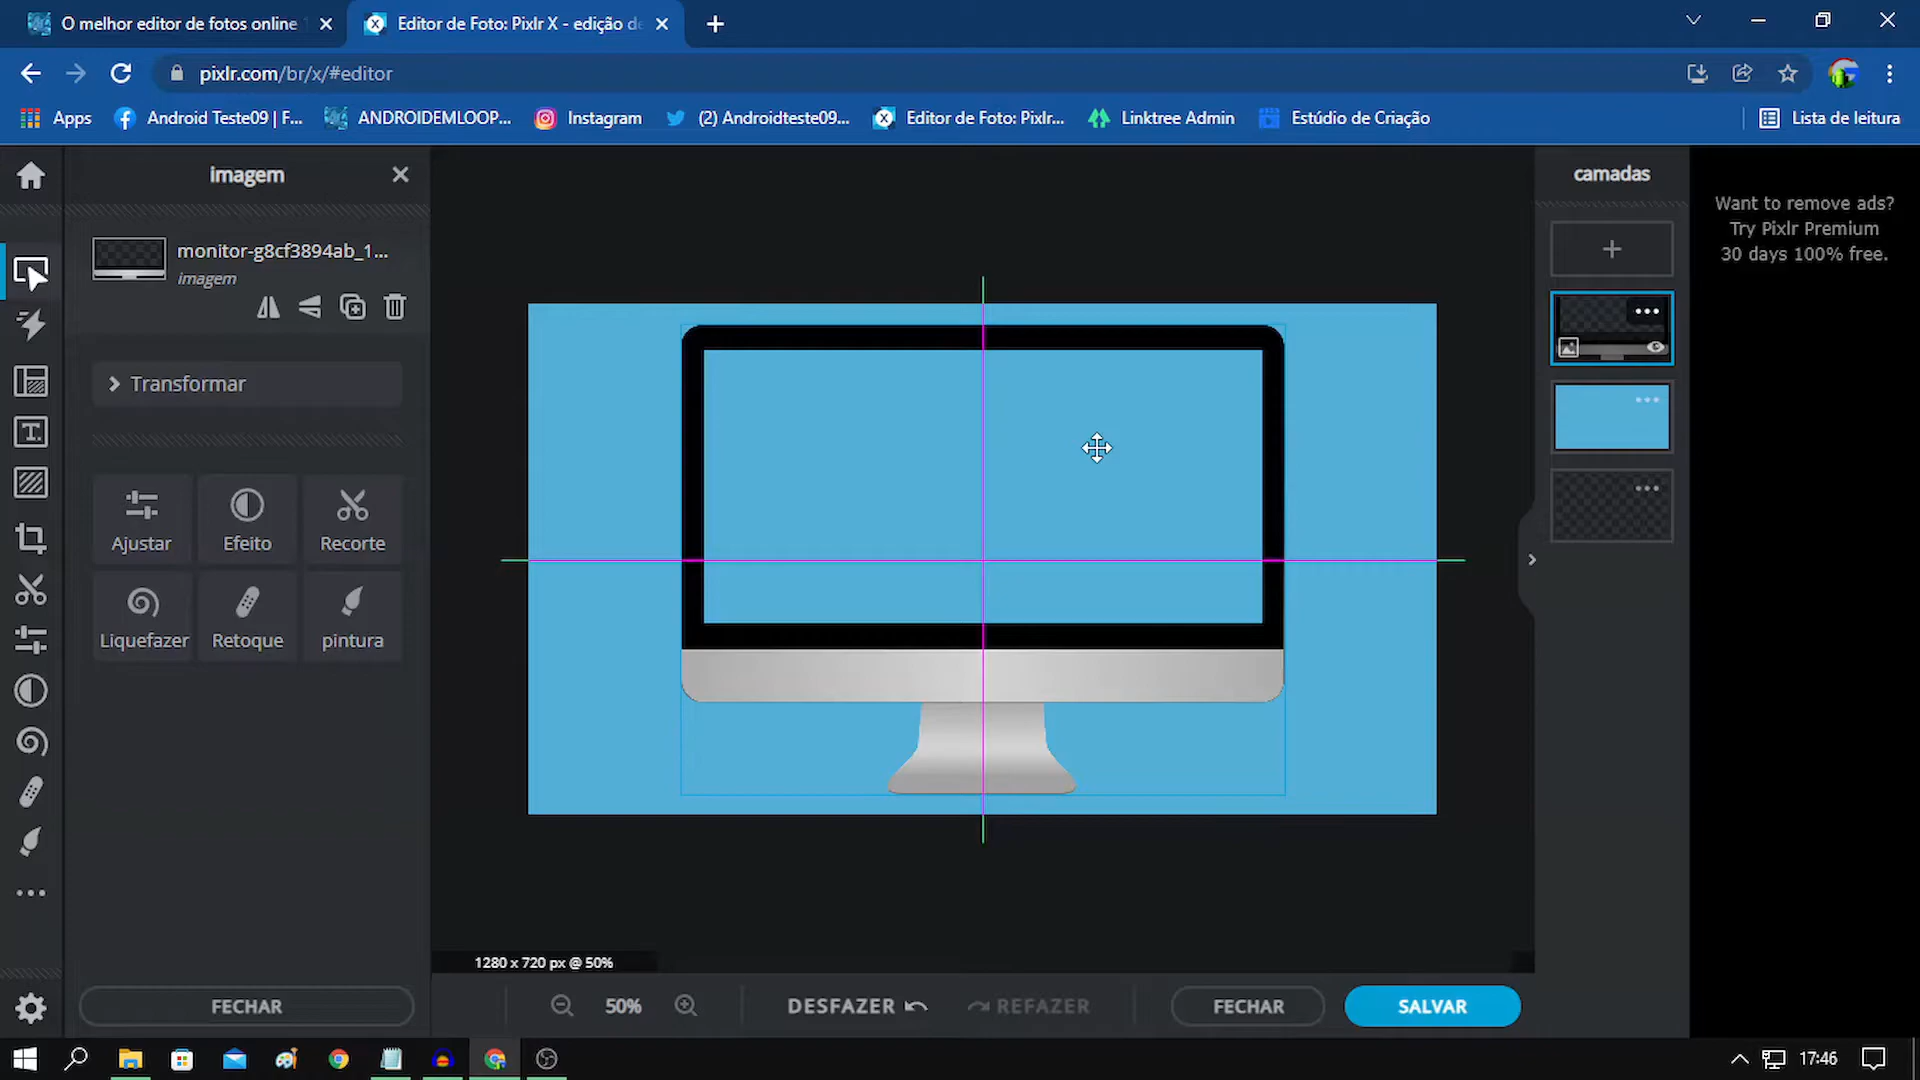 O melhor editor de fotos online
Editor de Foto: Pixlr X - edição de
pixlr.com/br/x/#editor
Apps
Android Teste09 | F...
ANDROIDEMLOOP...
Instagram
(2) Androidteste09...
Editor de Foto: Pixlr...
Linktree Admin
Estúdio de Criação
Lista de leitura
imagem
monitor-g8cf3894ab_1...
imagem
Transformar
Ajustar
Efeito
Recorte
Liquefazer
Retoque
pintura
FECHAR
1280 x 720 px @ 50%
50%
DESFAZER
REFAZER
FECHAR
SALVAR
camadas
Want to remove ads?
Try Pixlr Premium
30 days 100% free.
17:46